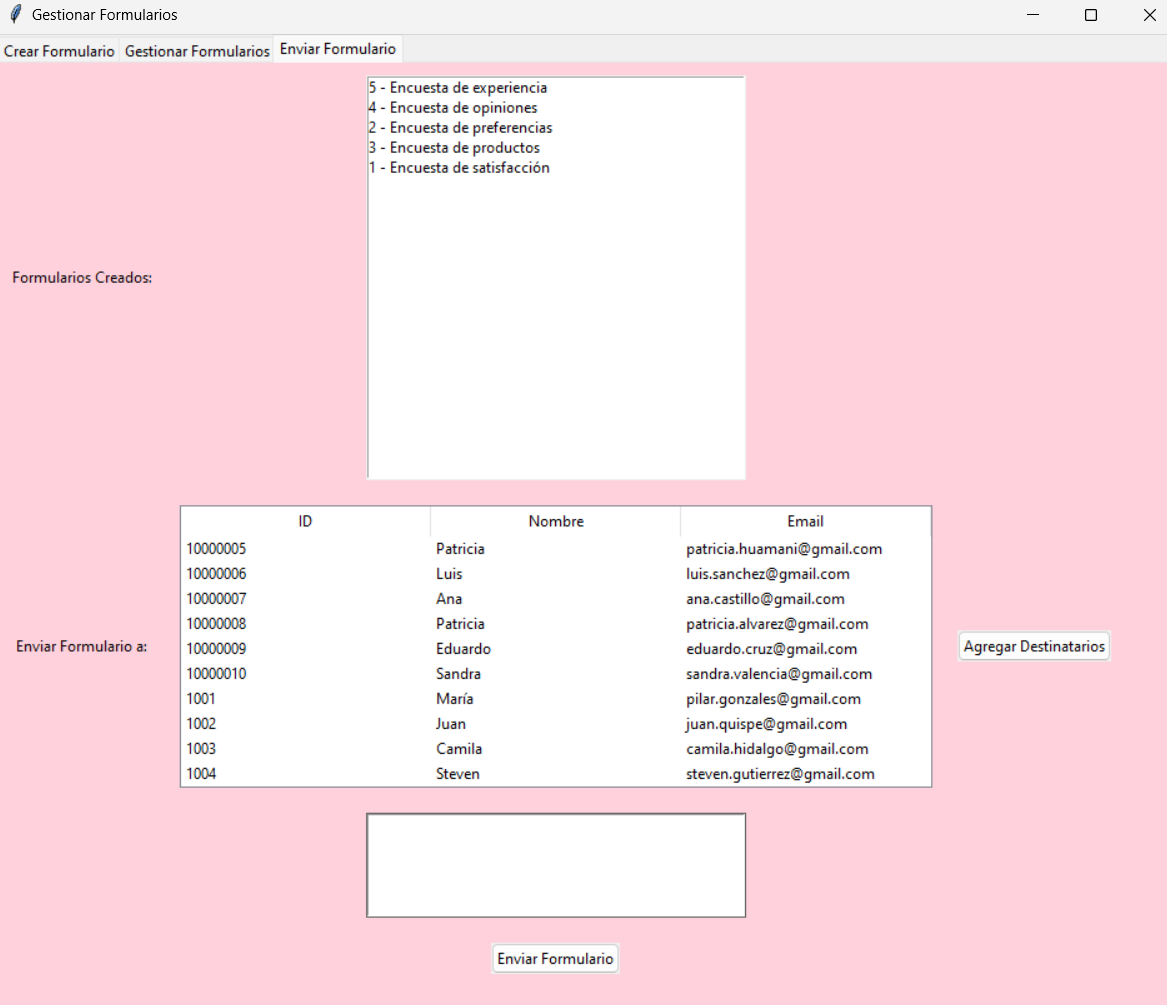 Gestionar Formularios
Crear Formulario Gestionar Formularios Enviar Formulario
5 - Encuesta de experiencia
4 - Encuesta de opiniones
2 - Encuesta de preferencias
3 - Encuesta de productos
1 - Encuesta de satisfacción
Formularios Creados:
ID Nombre Email
10000005 Patricia patricia.huamani@gmail.com
10000006 Luis luis.sanchez@gmail.com
10000007 Ana ana.castillo@gmail.com
10000008 Patricia patricia.alvarez@gmail.com
10000009 Eduardo eduardo.cruz@gmail.com
10000010 Sandra sandra.valencia@gmail.com
1001 María pilar.gonzales@gmail.com
1002 Juan juan.quispe@gmail.com
1003 Camila camila.hidalgo@gmail.com
1004 Steven steven.gutierrez@gmail.com
Enviar Formulario a:
Agregar Destinatarios
Enviar Formulario